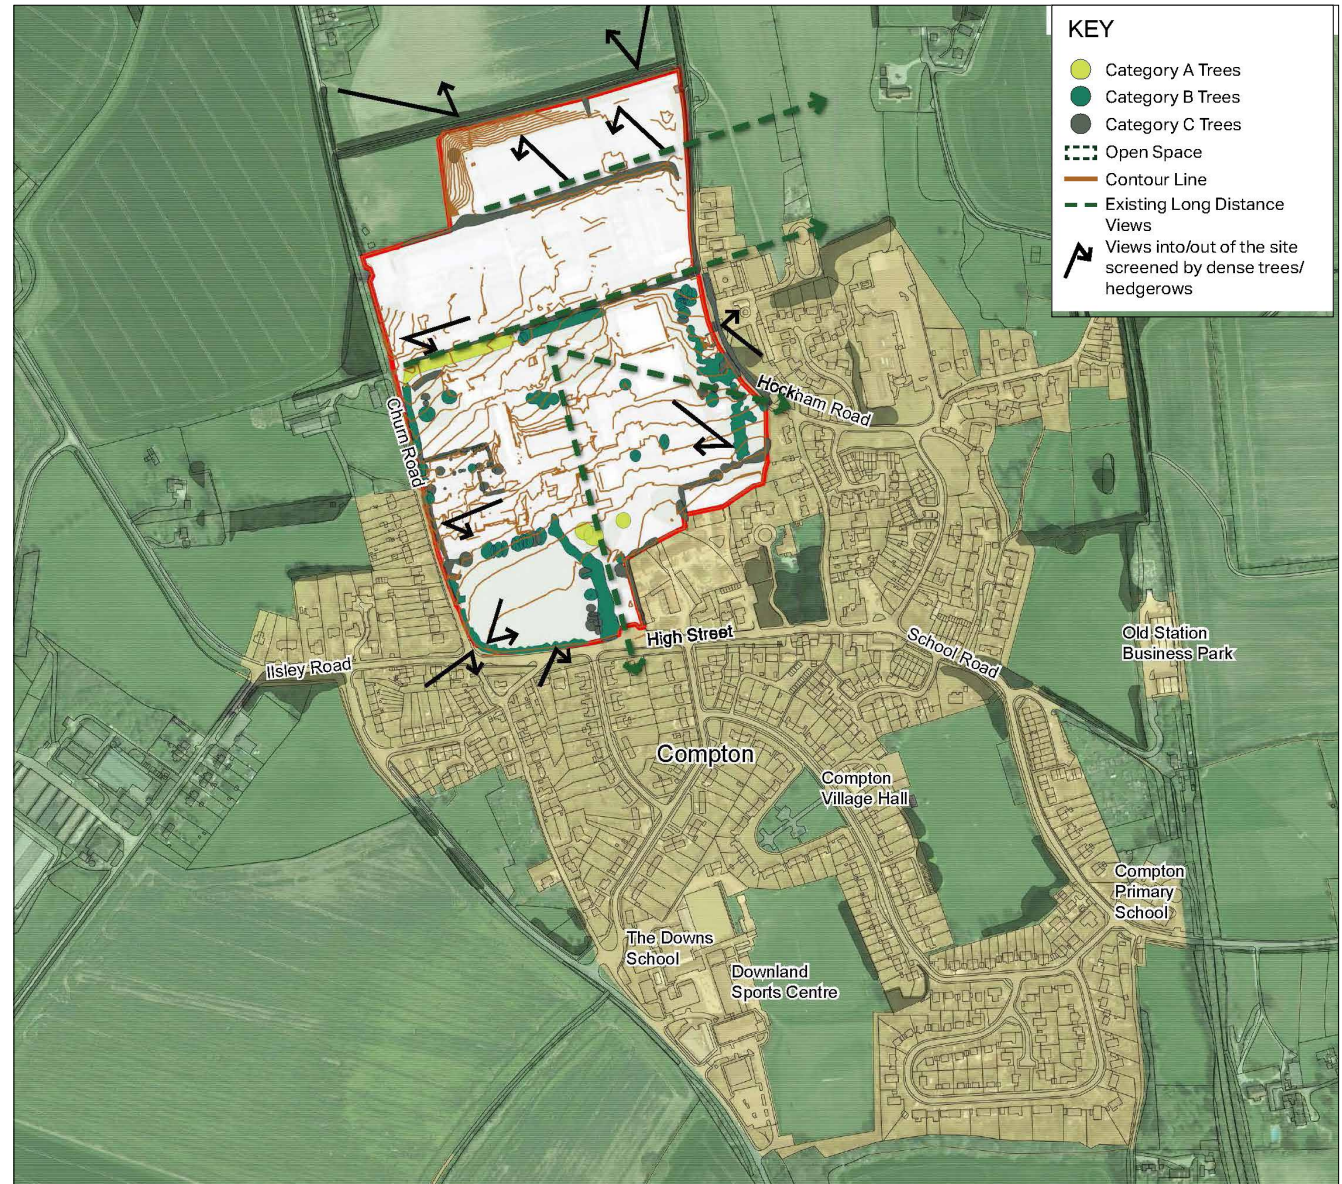 KEY
Category A Trees
Category B Trees
Category C Trees
Open Space
Contour Line
Existing Long Distance
Views
Views into/out of the site
screened by dense trees/
hedgerows
Hockham Road
Churn Road
High Street
Ilsley Road
School Road
Old Station
Business Park
Compton
Compton
Village Hall
Compton
Primary
School
The Downs
School
Downland
Sports Centre